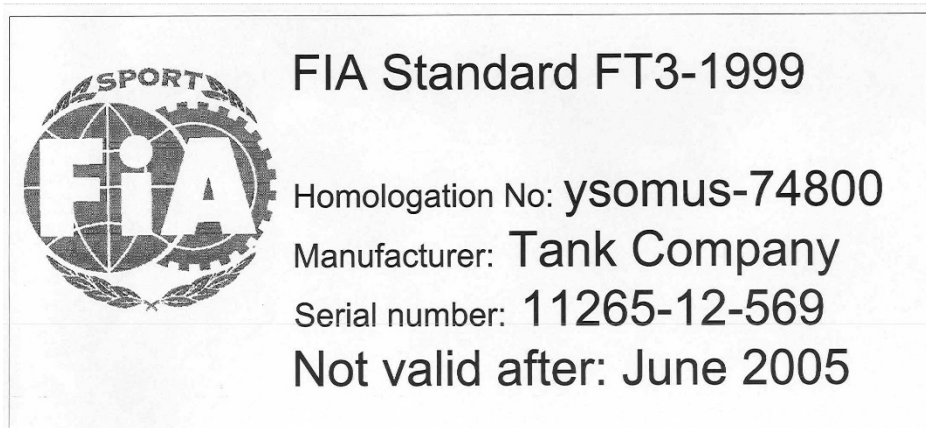 SPORT
FiA
FIA Standard FT3-1999
Homologation No: ysomus-74800
Manufacturer: Tank Company
Serial number: 11265-12-569
Not valid after: June 2005